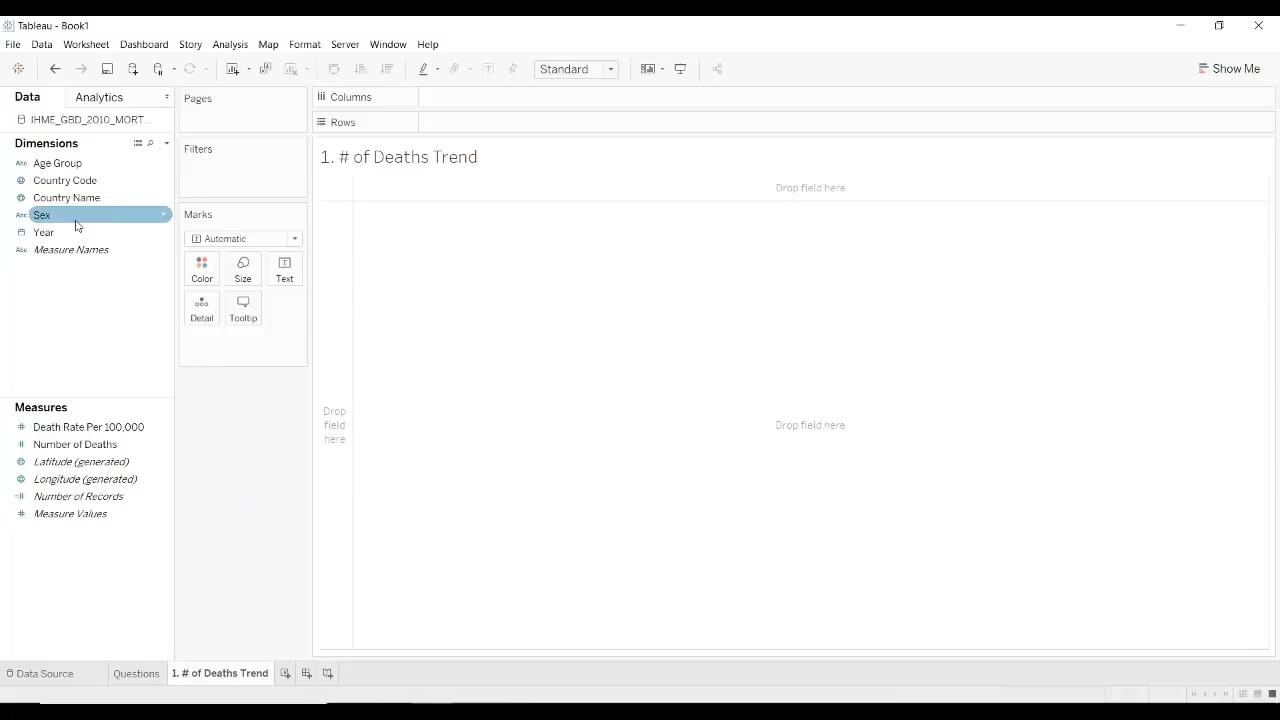 Tableau - Book1
File Data Worksheet Dashboard Story Analysis Map Format Server Window Help
Standard
Show Me
Data Analytics
IHME_GBD_2010_MORT...
Dimensions
Abc Age Group
Country Code
Country Name
Abc Sex
Year
Abc Measure Names
Measures
# Death Rate Per 100,000
# Number of Deaths
Latitude (generated)
Longitude (generated)
=# Number of Records
# Measure Values
Pages
Filters
Marks
Automatic
Color Size Text
Detail Tooltip
Columns
Rows
1. # of Deaths Trend
Drop field here
Drop
field
here
Drop field here
Data Source Questions 1. # of Deaths Trend